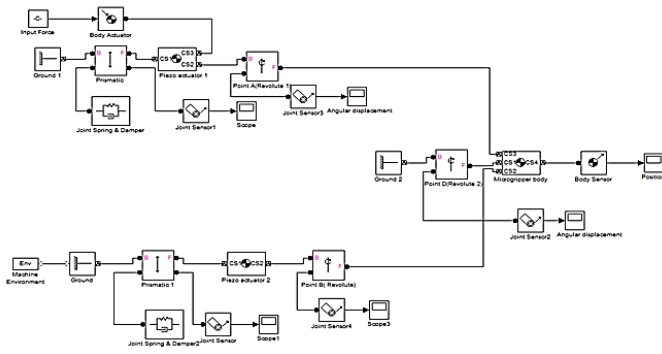 -C-
Input Force
Body Actuator
Ground 1
B
F
Prismatic
CS1
CS3
CS2
Piezo actuator 1
B
F
Point A(Revolute 1)
Joint Spring & Damper
Joint Sensor1
Scope
Joint Sensor3
Angular displacement
Ground 2
B
F
Point D(Revolute 2)
CS3
CS1
CS4
CS2
Microgripper body
Body Sensor
Position
Joint Sensor2
Angular displacement
Env
Machine
Environment
Ground
B
F
Prismatic 1
CS1
CS2
Piezo actuator 2
B
F
Point B( Revolute)
Joint Spring & Damper2
Joint Sensor
Scope1
Joint Sensor4
Scope3